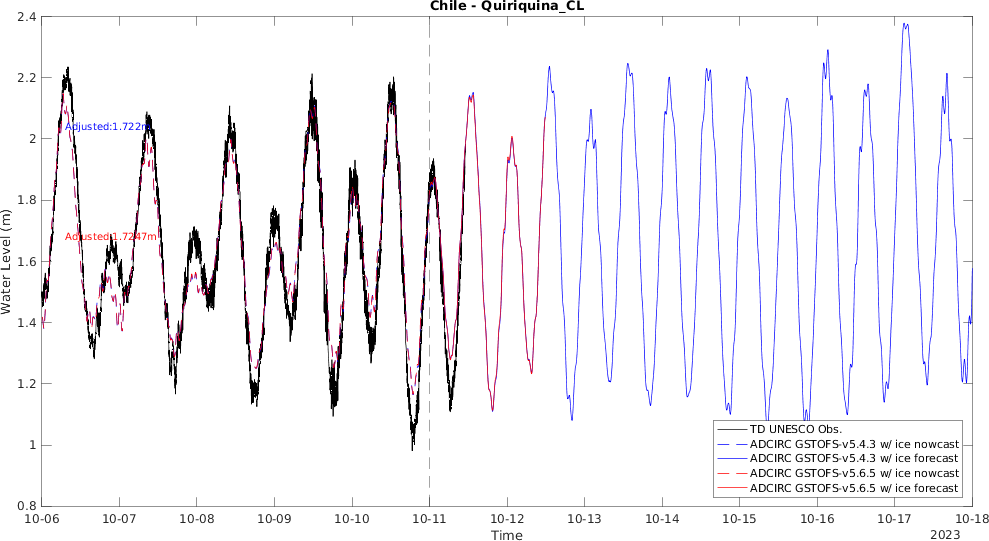 Chile - Quiriquina_CL
2.4
2.2
2
1.8
1.6
1.4
1.2
1
0.8
Water Level (m)
Adjusted:1.722m
Adjusted:1.7247m
TD UNESCO Obs.
ADCIRC GSTOFS-v5.4.3 w/ ice nowcast
ADCIRC GSTOFS-v5.4.3 w/ ice forecast
ADCIRC GSTOFS-v5.6.5 w/ ice nowcast
ADCIRC GSTOFS-v5.6.5 w/ ice forecast
10-06 10-07 10-08 10-09 10-10 10-11 10-12 10-13 10-14 10-15 10-16 10-17 10-18
Time
2023